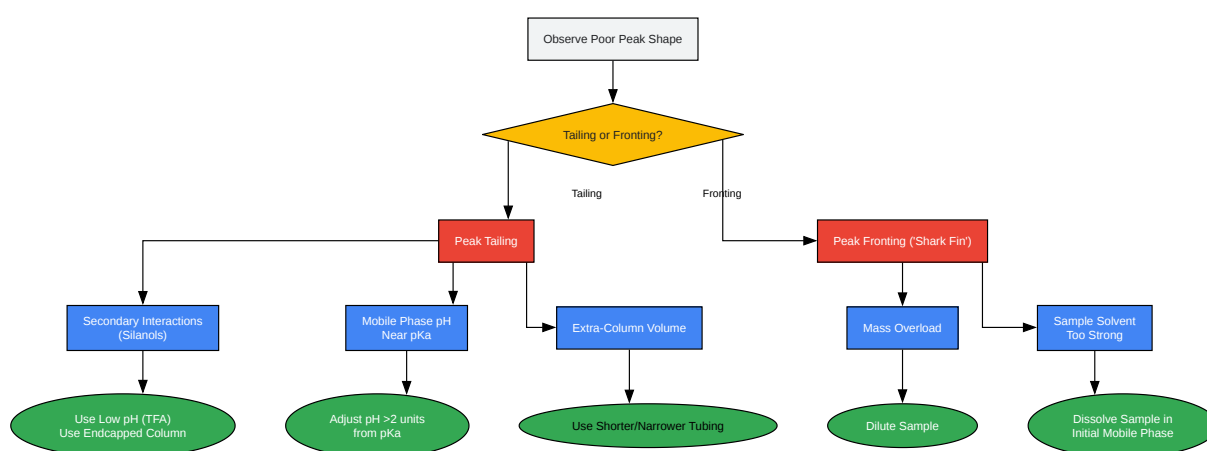 Observe Poor Peak Shape
Tailing or Fronting?
Tailing
Fronting
Peak Tailing
Peak Fronting ('Shark Fin')
Secondary Interactions
(Silanols)
Mobile Phase pH
Near pKa
Extra-Column Volume
Mass Overload
Sample Solvent
Too Strong
Use Low pH (TFA)
Use Endcapped Column
Adjust pH >2 units
from pKa
Use Shorter/Narrower Tubing
Dilute Sample
Dissolve Sample in
Initial Mobile Phase